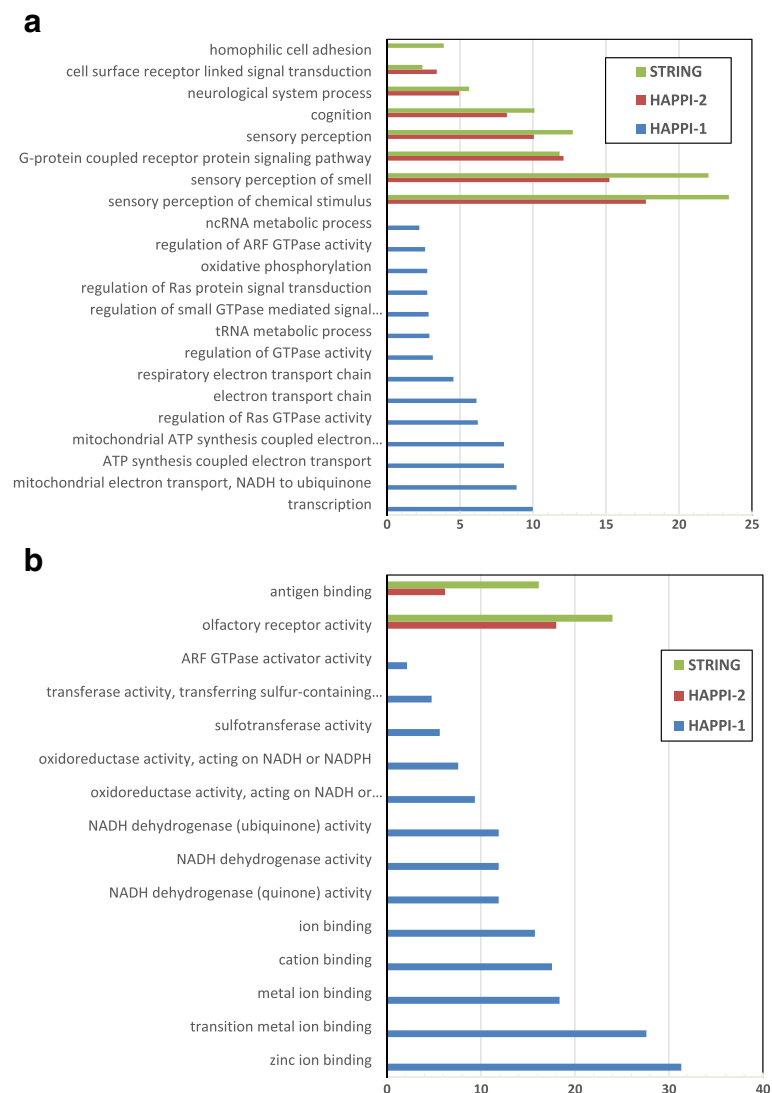 a
homophilic cell adhesion
cell surface receptor linked signal transduction
neurological system process
cognition
sensory perception
G-protein coupled receptor protein signaling pathway
sensory perception of smell
sensory perception of chemical stimulus
ncRNA metabolic process
regulation of ARF GTPase activity
oxidative phosphorylation
regulation of Ras protein signal transduction
regulation of small GTPase mediated signal...
tRNA metabolic process
regulation of GTPase activity
respiratory electron transport chain
electron transport chain
regulation of Ras GTPase activity
mitochondrial ATP synthesis coupled electron...
ATP synthesis coupled electron transport
mitochondrial electron transport, NADH to ubiquinone
transcription
STRING
HAPPI-2
HAPPI-1
0 5 10 15 20 25
b
antigen binding
olfactory receptor activity
ARF GTPase activator activity
transferase activity, transferring sulfur-containing...
sulfotransferase activity
oxidoreductase activity, acting on NADH or NADPH
oxidoreductase activity, acting on NADH or...
NADH dehydrogenase (ubiquinone) activity
NADH dehydrogenase activity
NADH dehydrogenase (quinone) activity
ion binding
cation binding
metal ion binding
transition metal ion binding
zinc ion binding
STRING
HAPPI-2
HAPPI-1
0 10 20 30 40